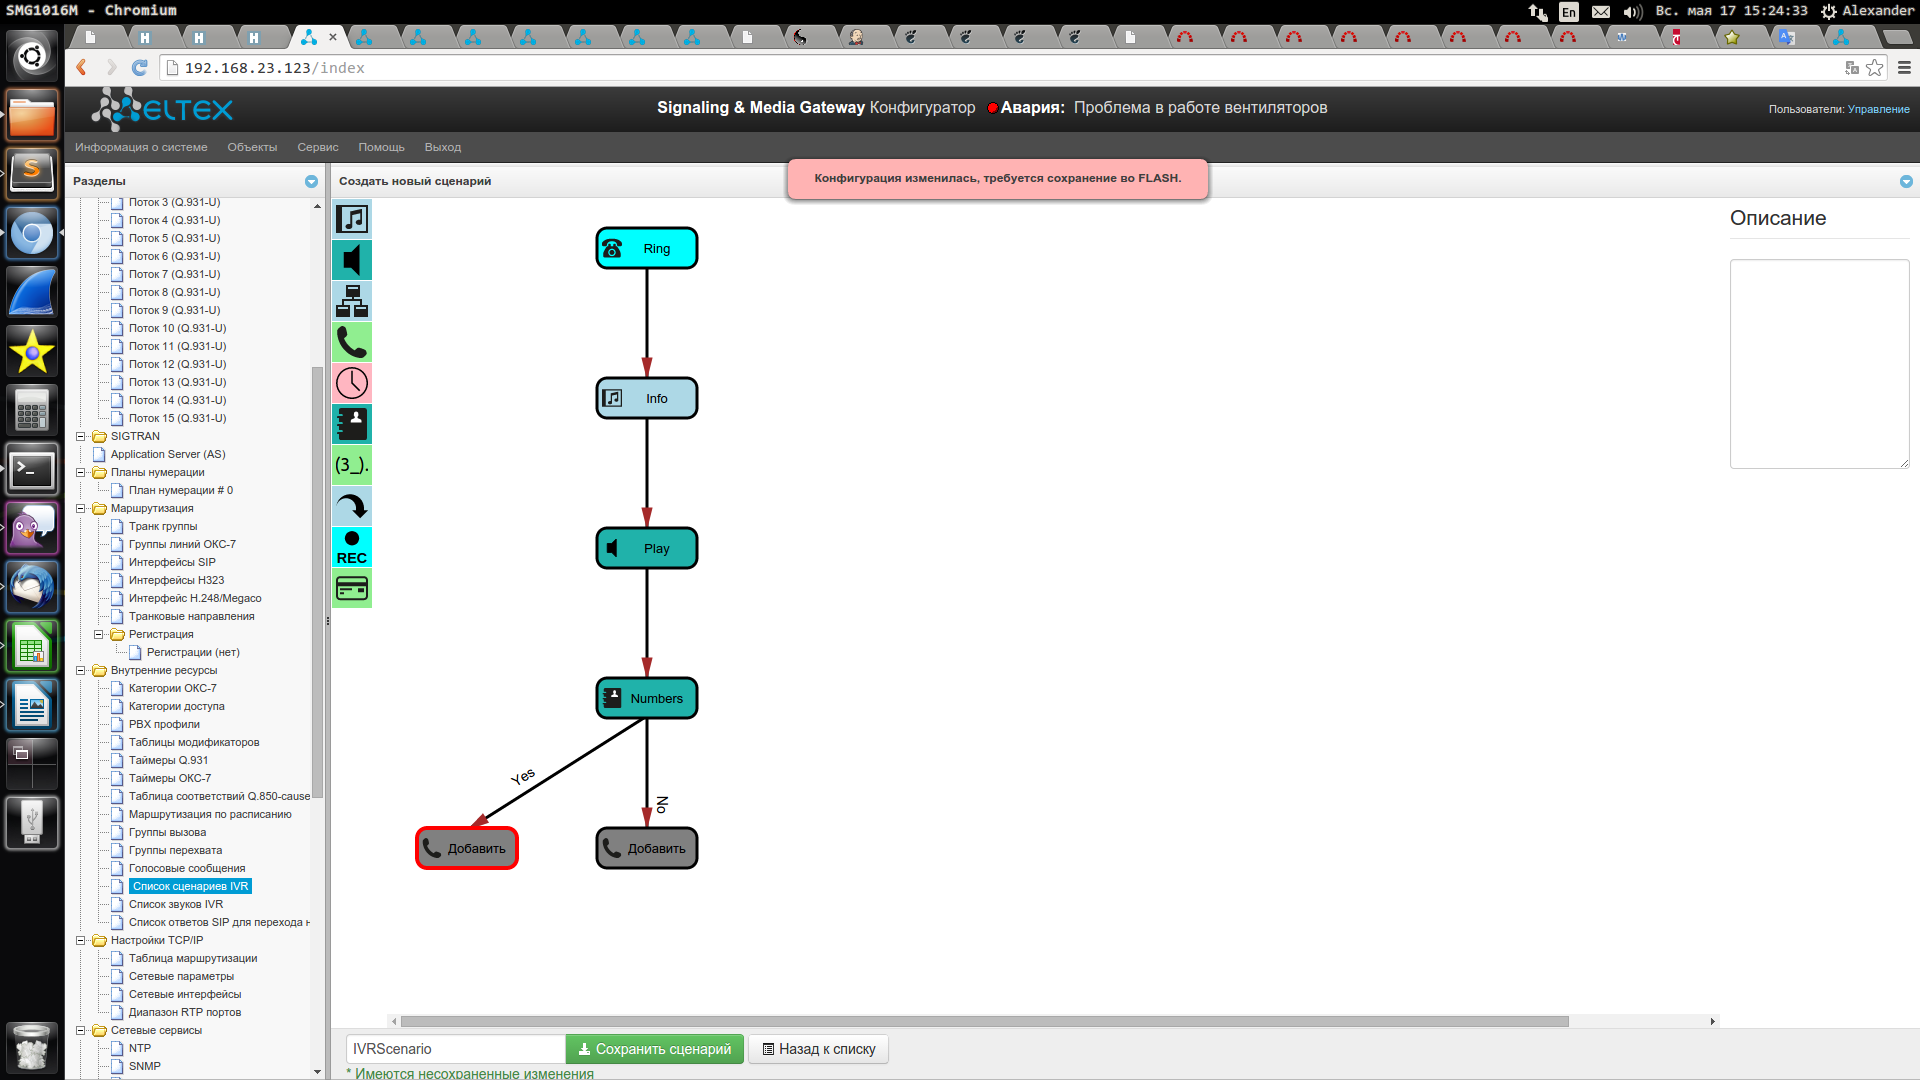 SMG1016M - Chromium
En
Вс. мая 17 15:24:33
Alexander
192.168.23.123/index
ELTEX
Signaling & Media Gateway Конфигуратор
Авария: Проблема в работе вентиляторов
Пользователи: Управление
Информация о системе
Объекты
Сервис
Помощь
Выход
Разделы
Создать новый сценарий
Конфигурация изменилась, требуется сохранение во FLASH.
Поток 3 (Q.931-U)
Поток 4 (Q.931-U)
Поток 5 (Q.931-U)
Поток 6 (Q.931-U)
Поток 7 (Q.931-U)
Поток 8 (Q.931-U)
Поток 9 (Q.931-U)
Поток 10 (Q.931-U)
Поток 11 (Q.931-U)
Поток 12 (Q.931-U)
Поток 13 (Q.931-U)
Поток 14 (Q.931-U)
Поток 15 (Q.931-U)
SIGTRAN
Application Server (AS)
Планы нумерации
План нумерации # 0
Маршрутизация
Транк группы
Группы линий ОКС-7
Интерфейсы SIP
Интерфейсы H323
Интерфейс H.248/Megaco
Транковые направления
Регистрация
Регистрации (нет)
Внутренние ресурсы
Категории ОКС-7
Категории доступа
PBX профили
Таблицы модификаторов
Таймеры Q.931
Таймеры ОКС-7
Таблица соответствий Q.850-cause
Маршрутизация по расписанию
Группы вызова
Группы перехвата
Голосовые сообщения
Список сценариев IVR
Список звуков IVR
Список ответов SIP для перехода н
Настройки TCP/IP
Таблица маршрутизации
Сетевые параметры
Сетевые интерфейсы
Диапазон RTP портов
Сетевые сервисы
NTP
SNMP
(3_).
REC
Ring
Info
Play
Numbers
Yes
No
Добавить
Добавить
Описание
IVRScenario
Сохранить сценарий
Назад к списку
* Имеются несохраненные изменения